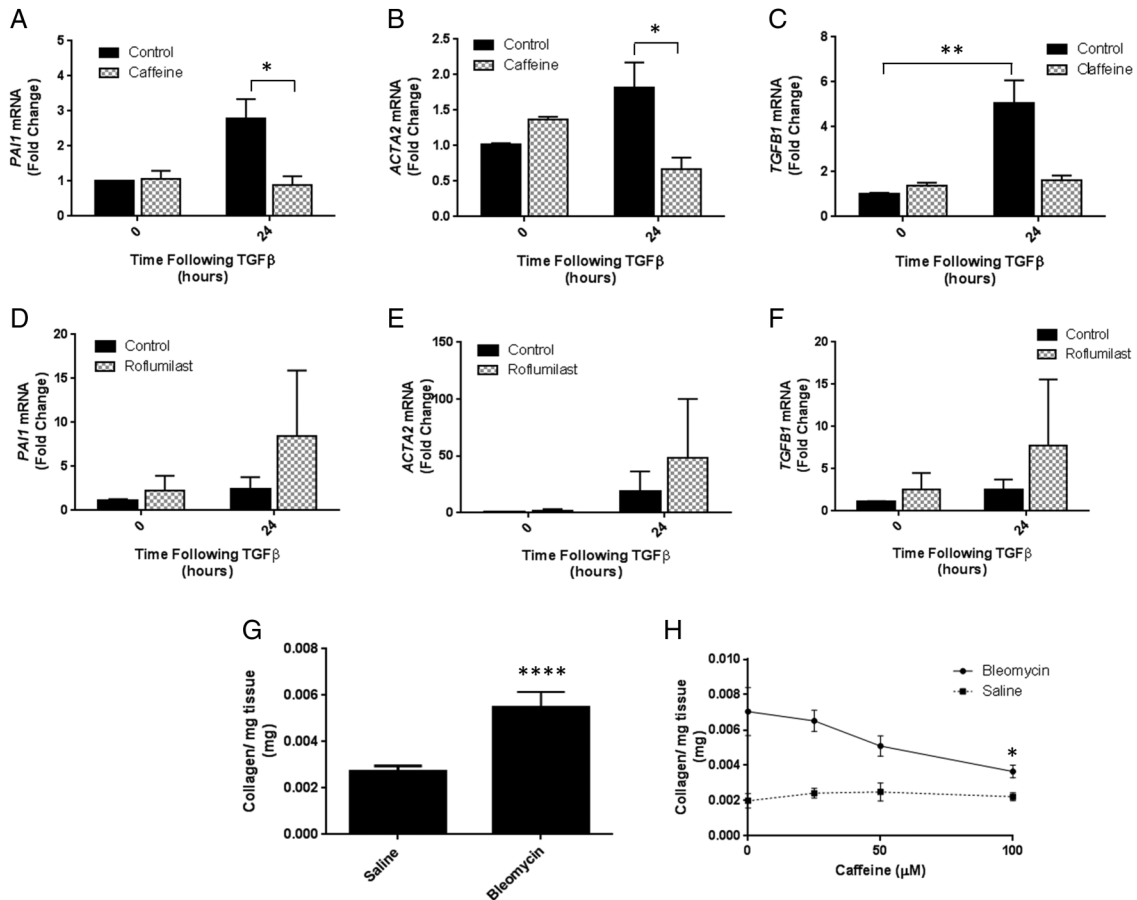 A
PAI1 mRNA
(Fold Change)
5
4
3
2
1
0
Control
Caffeine
*
0
24
Time Following TGFβ
(hours)
B
ACTA2 mRNA
(Fold Change)
2.5
2.0
1.5
1.0
0.5
0.0
Control
Caffeine
*
0
24
Time Following TGFβ
(hours)
C
TGFB1 mRNA
(Fold Change)
8
6
4
2
0
Control
Claffeine
**
0
24
Time Following TGFβ
(hours)
D
PAI1 mRNA
(Fold Change)
20
15
10
5
0
Control
Roflumilast
0
24
Time Following TGFβ
(hours)
E
ACTA2 mRNA
(Fold Change)
150
100
50
0
Control
Roflumilast
0
24
Time Following TGFβ
(hours)
F
TGFB1 mRNA
(Fold Change)
20
15
10
5
0
Control
Roflumilast
0
24
Time Following TGFβ
(hours)
G
Collagen/ mg tissue
(mg)
0.008
0.006
0.004
0.002
0.000
****
Saline
Bleomycin
H
Collagen/ mg tissue
(mg)
0.010
0.008
0.006
0.004
0.002
0.000
Bleomycin
Saline
*
0
50
100
Caffeine (μM)